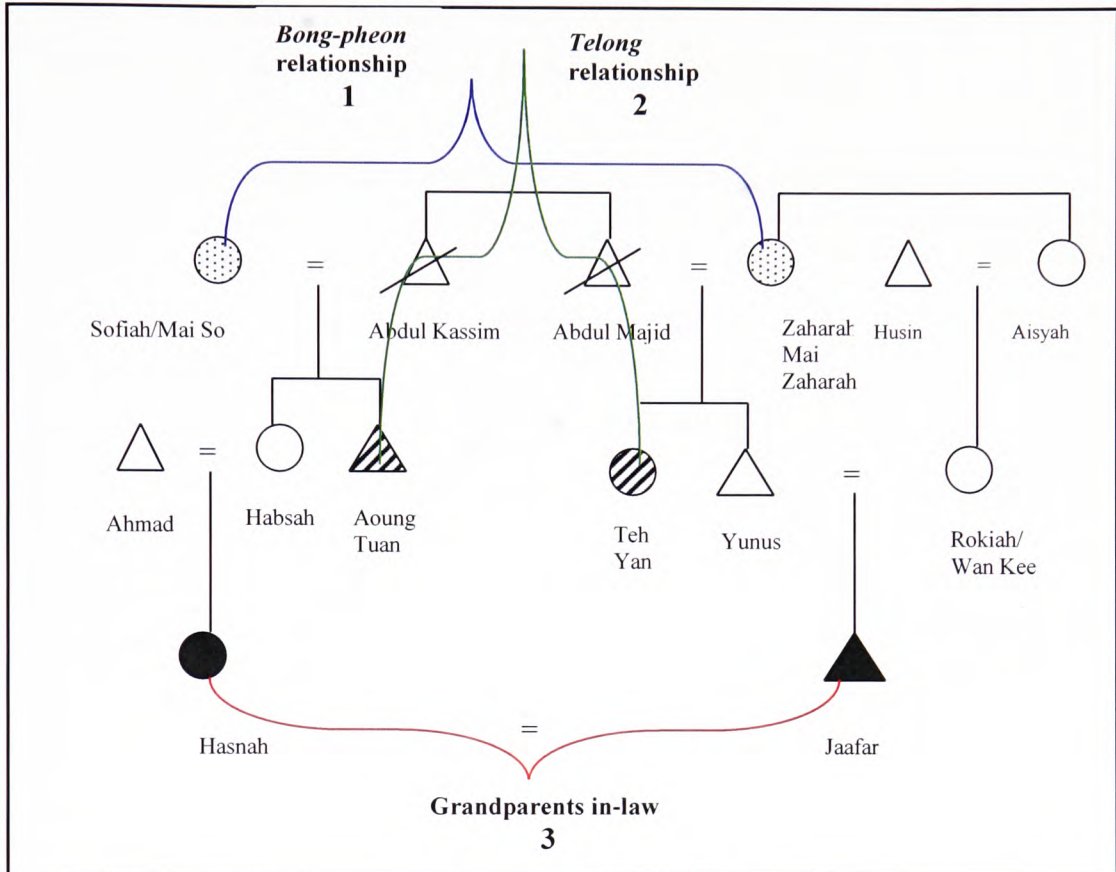 Bong-pheon
relationship
1
Telong
relationship
2
=
=
=
Sofiah/Mai So
Abdul Kassim
Abdul Majid
Zaharah
Mai
Zaharah
Husin
Aisyah
=
=
Ahmad
Habsah
Aoung
Tuan
Teh
Yan
Yunus
Rokiah/
Wan Kee
Hasnah
=
Jaafar
Grandparents in-law
3